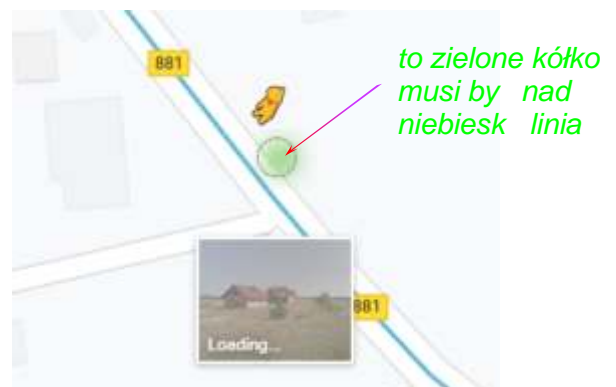 881
to zielone kółko
musi by nad
niebiesk linia
881
Loading...